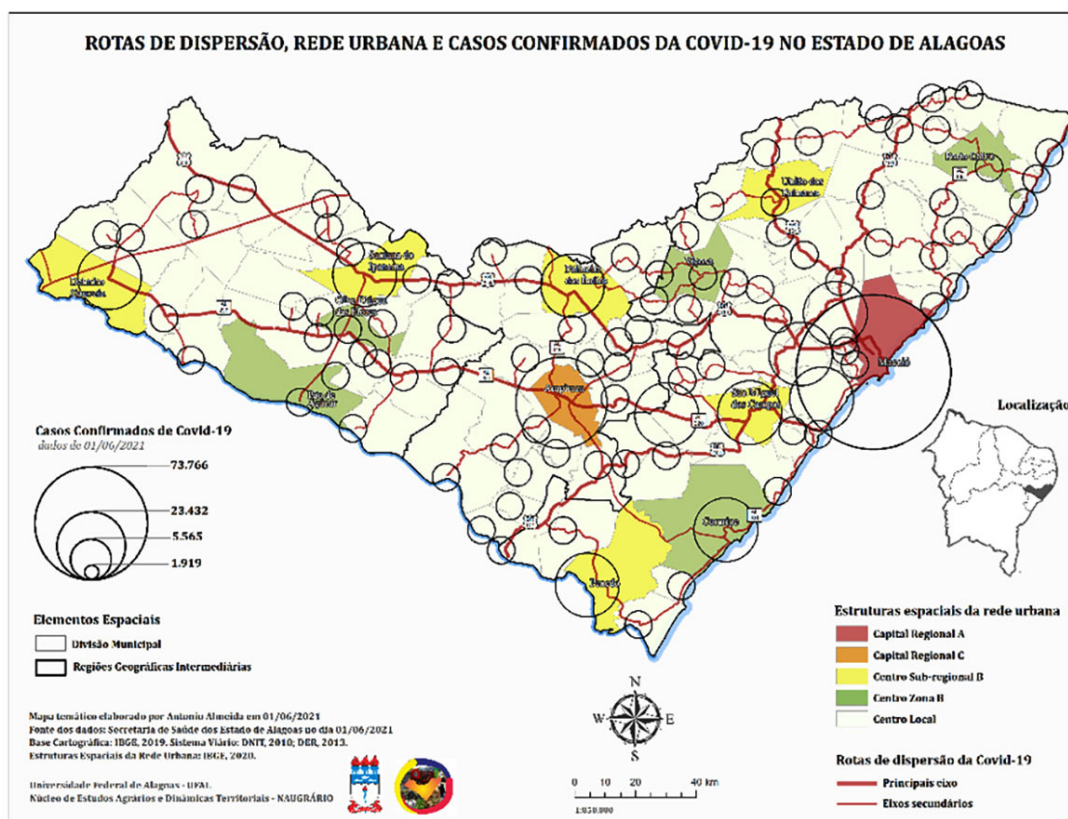 ROTAS DE DISPERSÃO, REDE URBANA E CASOS CONFIRMADOS DA COVID-19 NO ESTADO DE ALAGOAS
União dos Palmares
Santana do
Ipanema
Palmeira
dos Índios
Maceió
São Miguel
dos Campos
Coruripe
Penedo
Localização
Casos Confirmados de Covid-19
dados de 01/06/2021
73.766
23.432
5.565
1.919
Elementos Espaciais
Divisão Municipal
Regiões Geográficas Intermediárias
Estruturas espaciais da rede urbana
Capital Regional A
Capital Regional C
Centro Sub-regional B
Centro Zona B
Centro Local
Rotas de dispersão da Covid-19
Principais eixo
Eixos secundários
N
W
E
S
0
20
40 km
1:850.000
Mapa temático elaborado por Antonio Almeida em 01/06/2021
Fonte dos dados: Secretaria de Saúde dos Estado de Alagoas no dia 01/06/2021
Base Cartográfica: IBGE, 2019. Sistema Viário: DNIT, 2010; DER, 2013.
Estruturas Espaciais da Rede Urbana: IBGE, 2020.
Universidade Federal de Alagoas - UFAL
Núcleo de Estudos Agrários e Dinâmicas Territoriais - NAUGRÁRIO